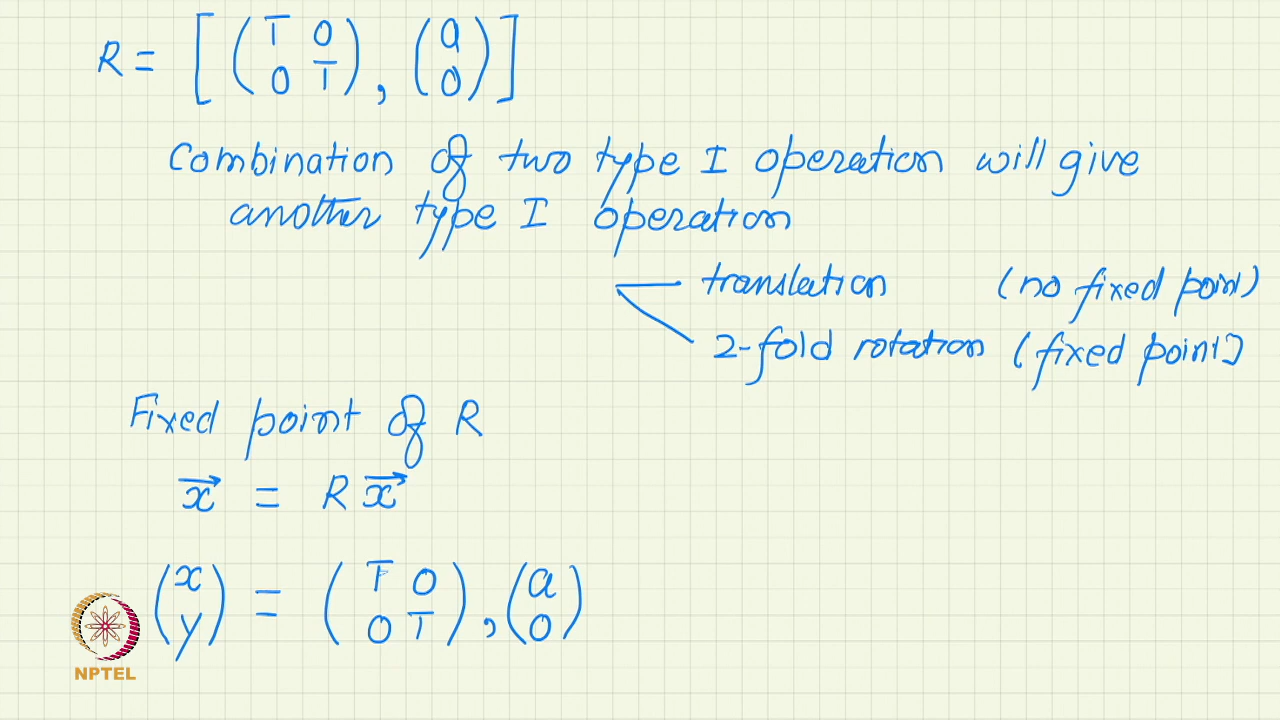 R = [(1̅ 0 0 1̅), (a 0)]
Combination of two type I operation will give
another type I operation
translation (no fixed point)
2-fold rotation (fixed point)
Fixed point of R
x⃗ = R x⃗
(x y) = (1̅ 0 0 1̅), (a 0)
NPTEL